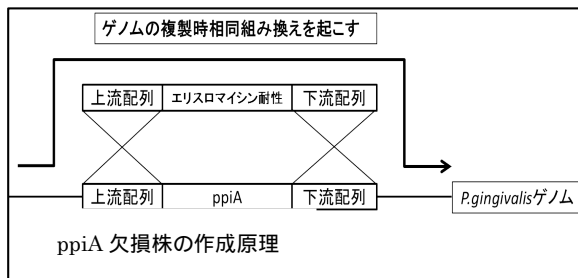 ゲノムの複製時相同組み換えを起こす
上流配列 エリスロマイシン耐性 下流配列
上流配列 ppiA 下流配列 P.gingivalisゲノム
ppiA 欠損株の作成原理